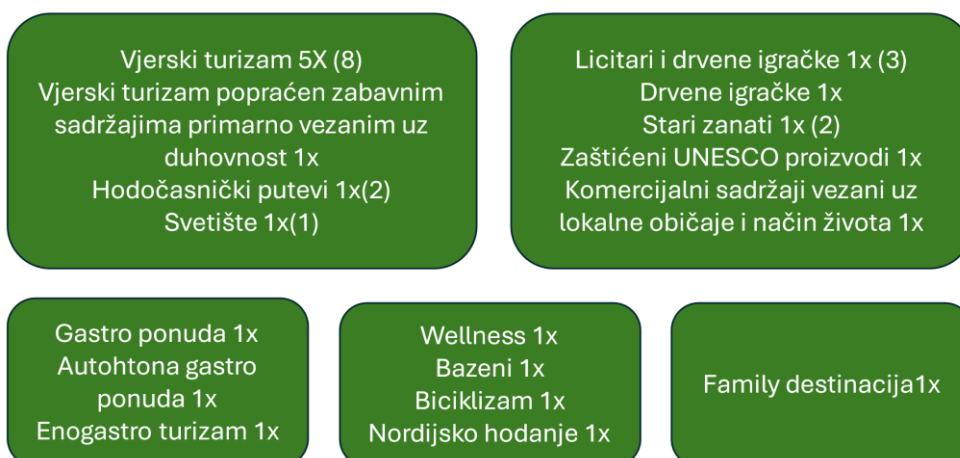 Vjerski turizam 5X (8)
Vjerski turizam popraćen zabavnim
sadržajima primarno vezanim uz
duhovnost 1x
Hodočasnički putevi 1x(2)
Svetište 1x(1)
Licitari i drvene igračke 1x (3)
Drvene igračke 1x
Stari zanati 1x (2)
Zaštićeni UNESCO proizvodi 1x
Komercijalni sadržaji vezani uz
lokalne običaje i način života 1x
Gastro ponuda 1x
Autohtona gastro
ponuda 1x
Enogastro turizam 1x
Wellness 1x
Bazeni 1x
Biciklizam 1x
Nordijsko hodanje 1x
Family destinacija1x